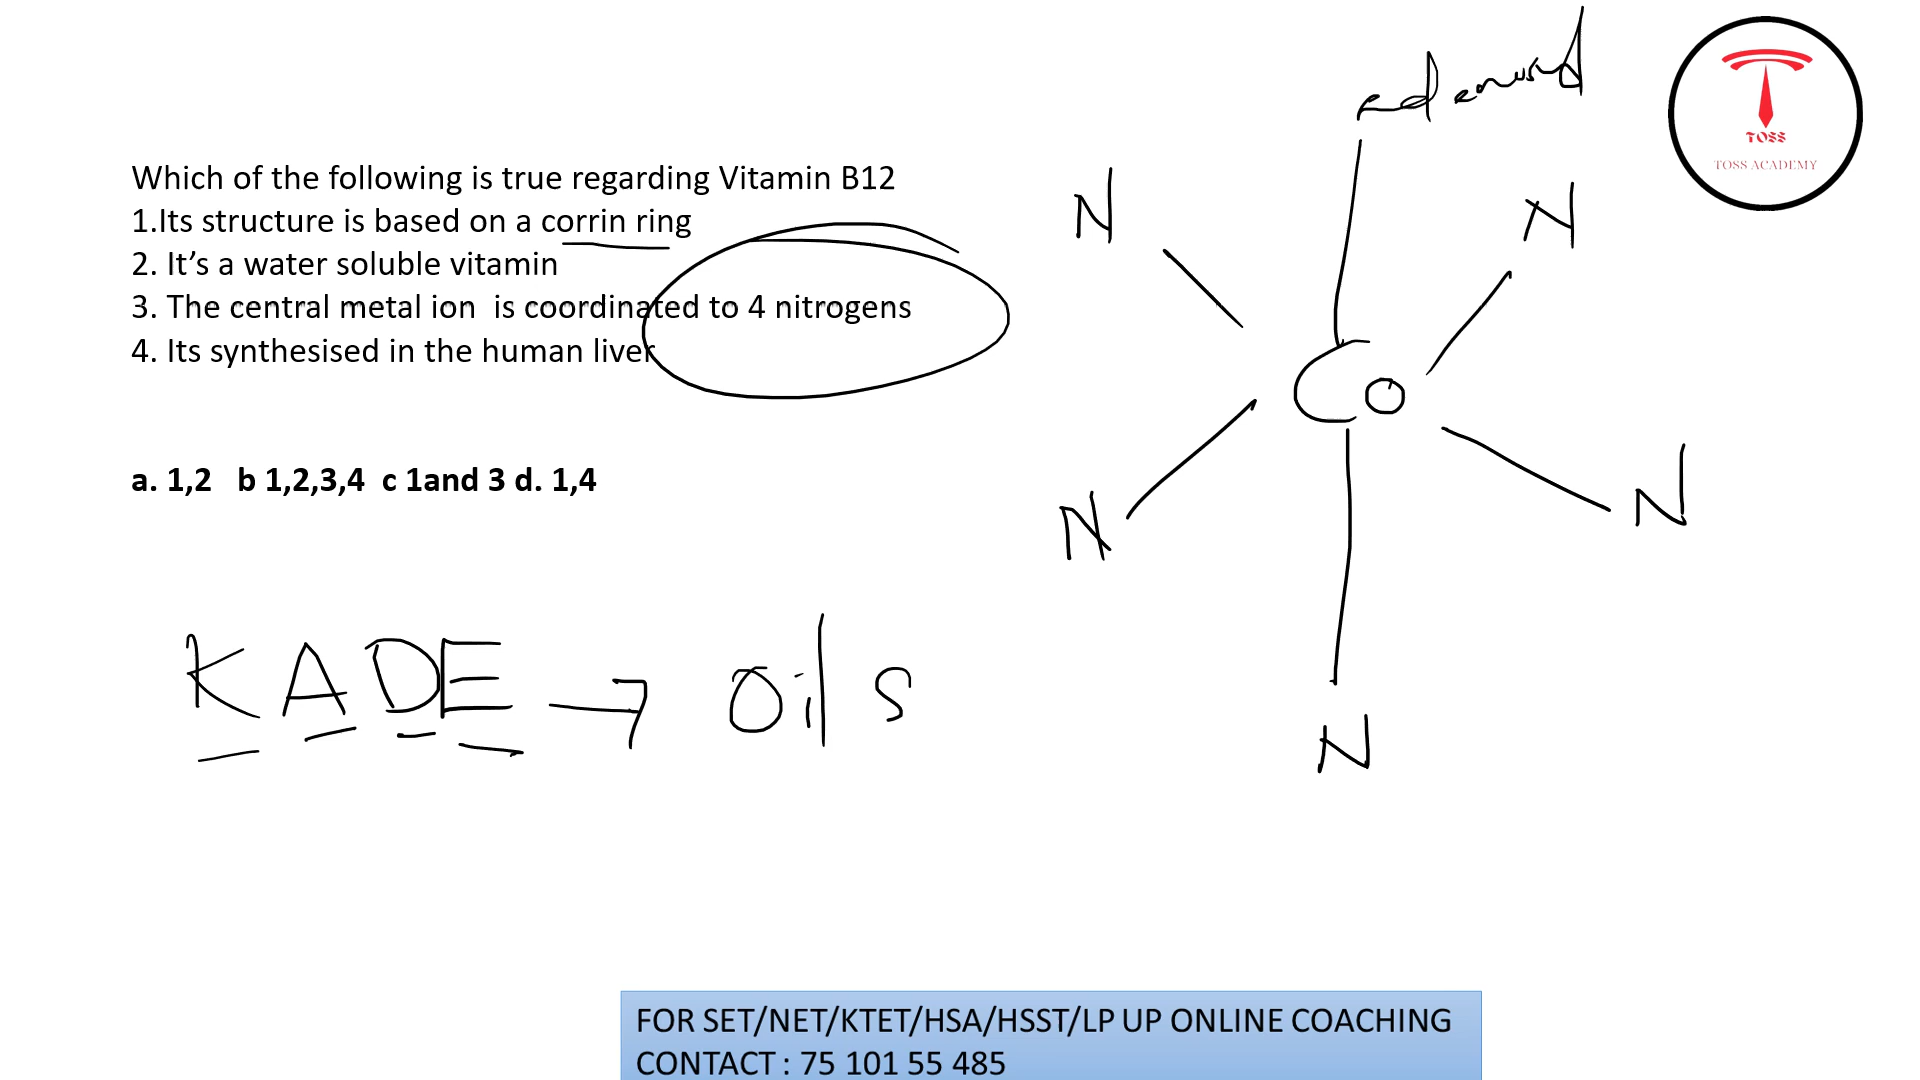 Which of the following is true regarding Vitamin B12
1.Its structure is based on a corrin ring
2. It’s a water soluble vitamin
3. The central metal ion  is coordinated to 4 nitrogens
4. Its synthesised in the human liver
a. 1,2   b 1,2,3,4  c 1and 3 d. 1,4
KADE → Oils
N
N
Co
N
N
N
TOSS
TOSS ACADEMY
FOR SET/NET/KTET/HSA/HSST/LP UP ONLINE COACHING
CONTACT : 75 101 55 485